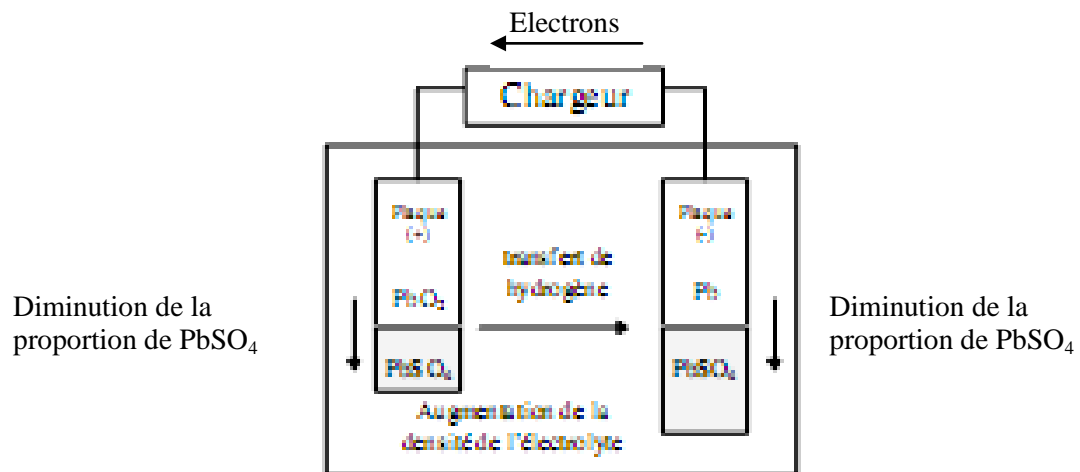 Electrons
Chargeur
Plaque
(+)
PbO₂
PbSO₄
transfert de
hydrogène
Plaque
(-)
Pb
PbSO₄
Augmentation de la
densité de l'électrolyte
Diminution de la
proportion de PbSO₄
Diminution de la
proportion de PbSO₄